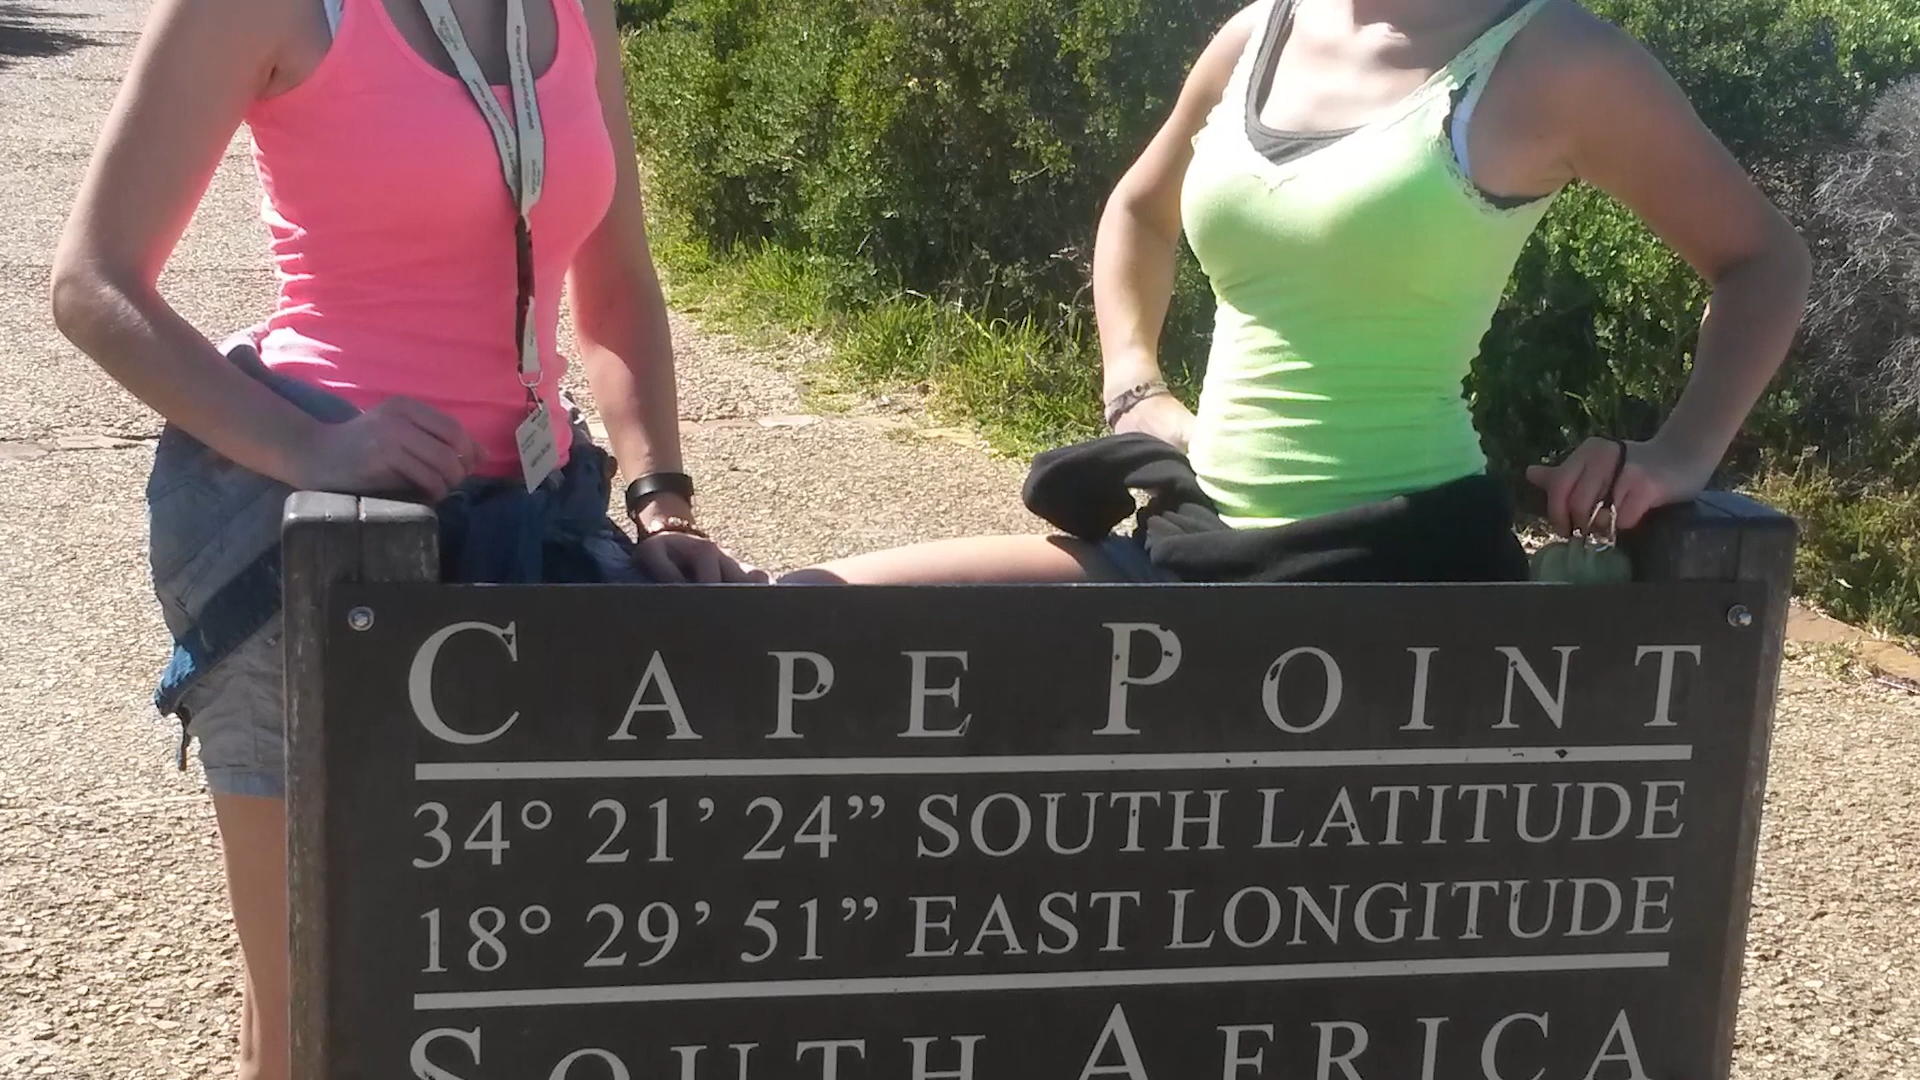 CAPE POINT
34° 21’ 24” SOUTH LATITUDE
18° 29’ 51” EAST LONGITUDE
SOUTH AFRICA